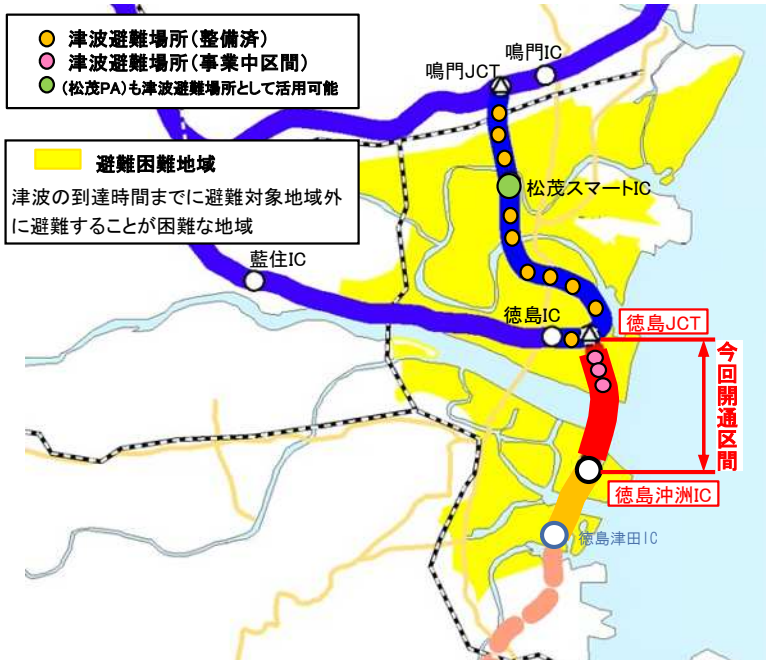 津波避難場所(整備済)
津波避難場所(事業中区間)
(松茂PA)も津波避難場所として活用可能
避難困難地域
津波の到達時間までに避難対象地域外
に避難することが困難な地域
鳴門IC
鳴門JCT
松茂スマートIC
藍住IC
徳島IC
徳島JCT
今回開通区間
徳島沖洲IC
徳島津田IC